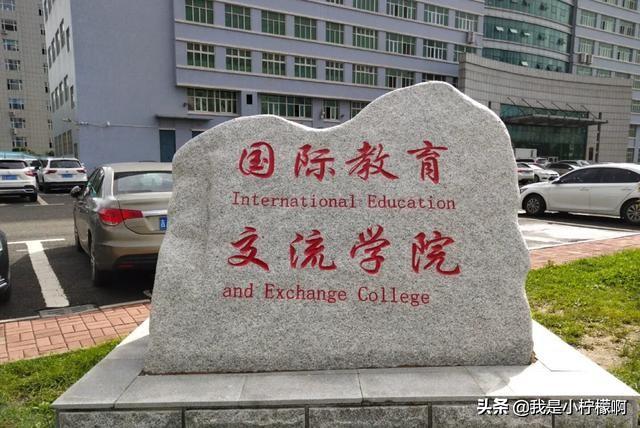 国际教育
International Education
交流学院
and Exchange College
头条 @我是小柠檬啊